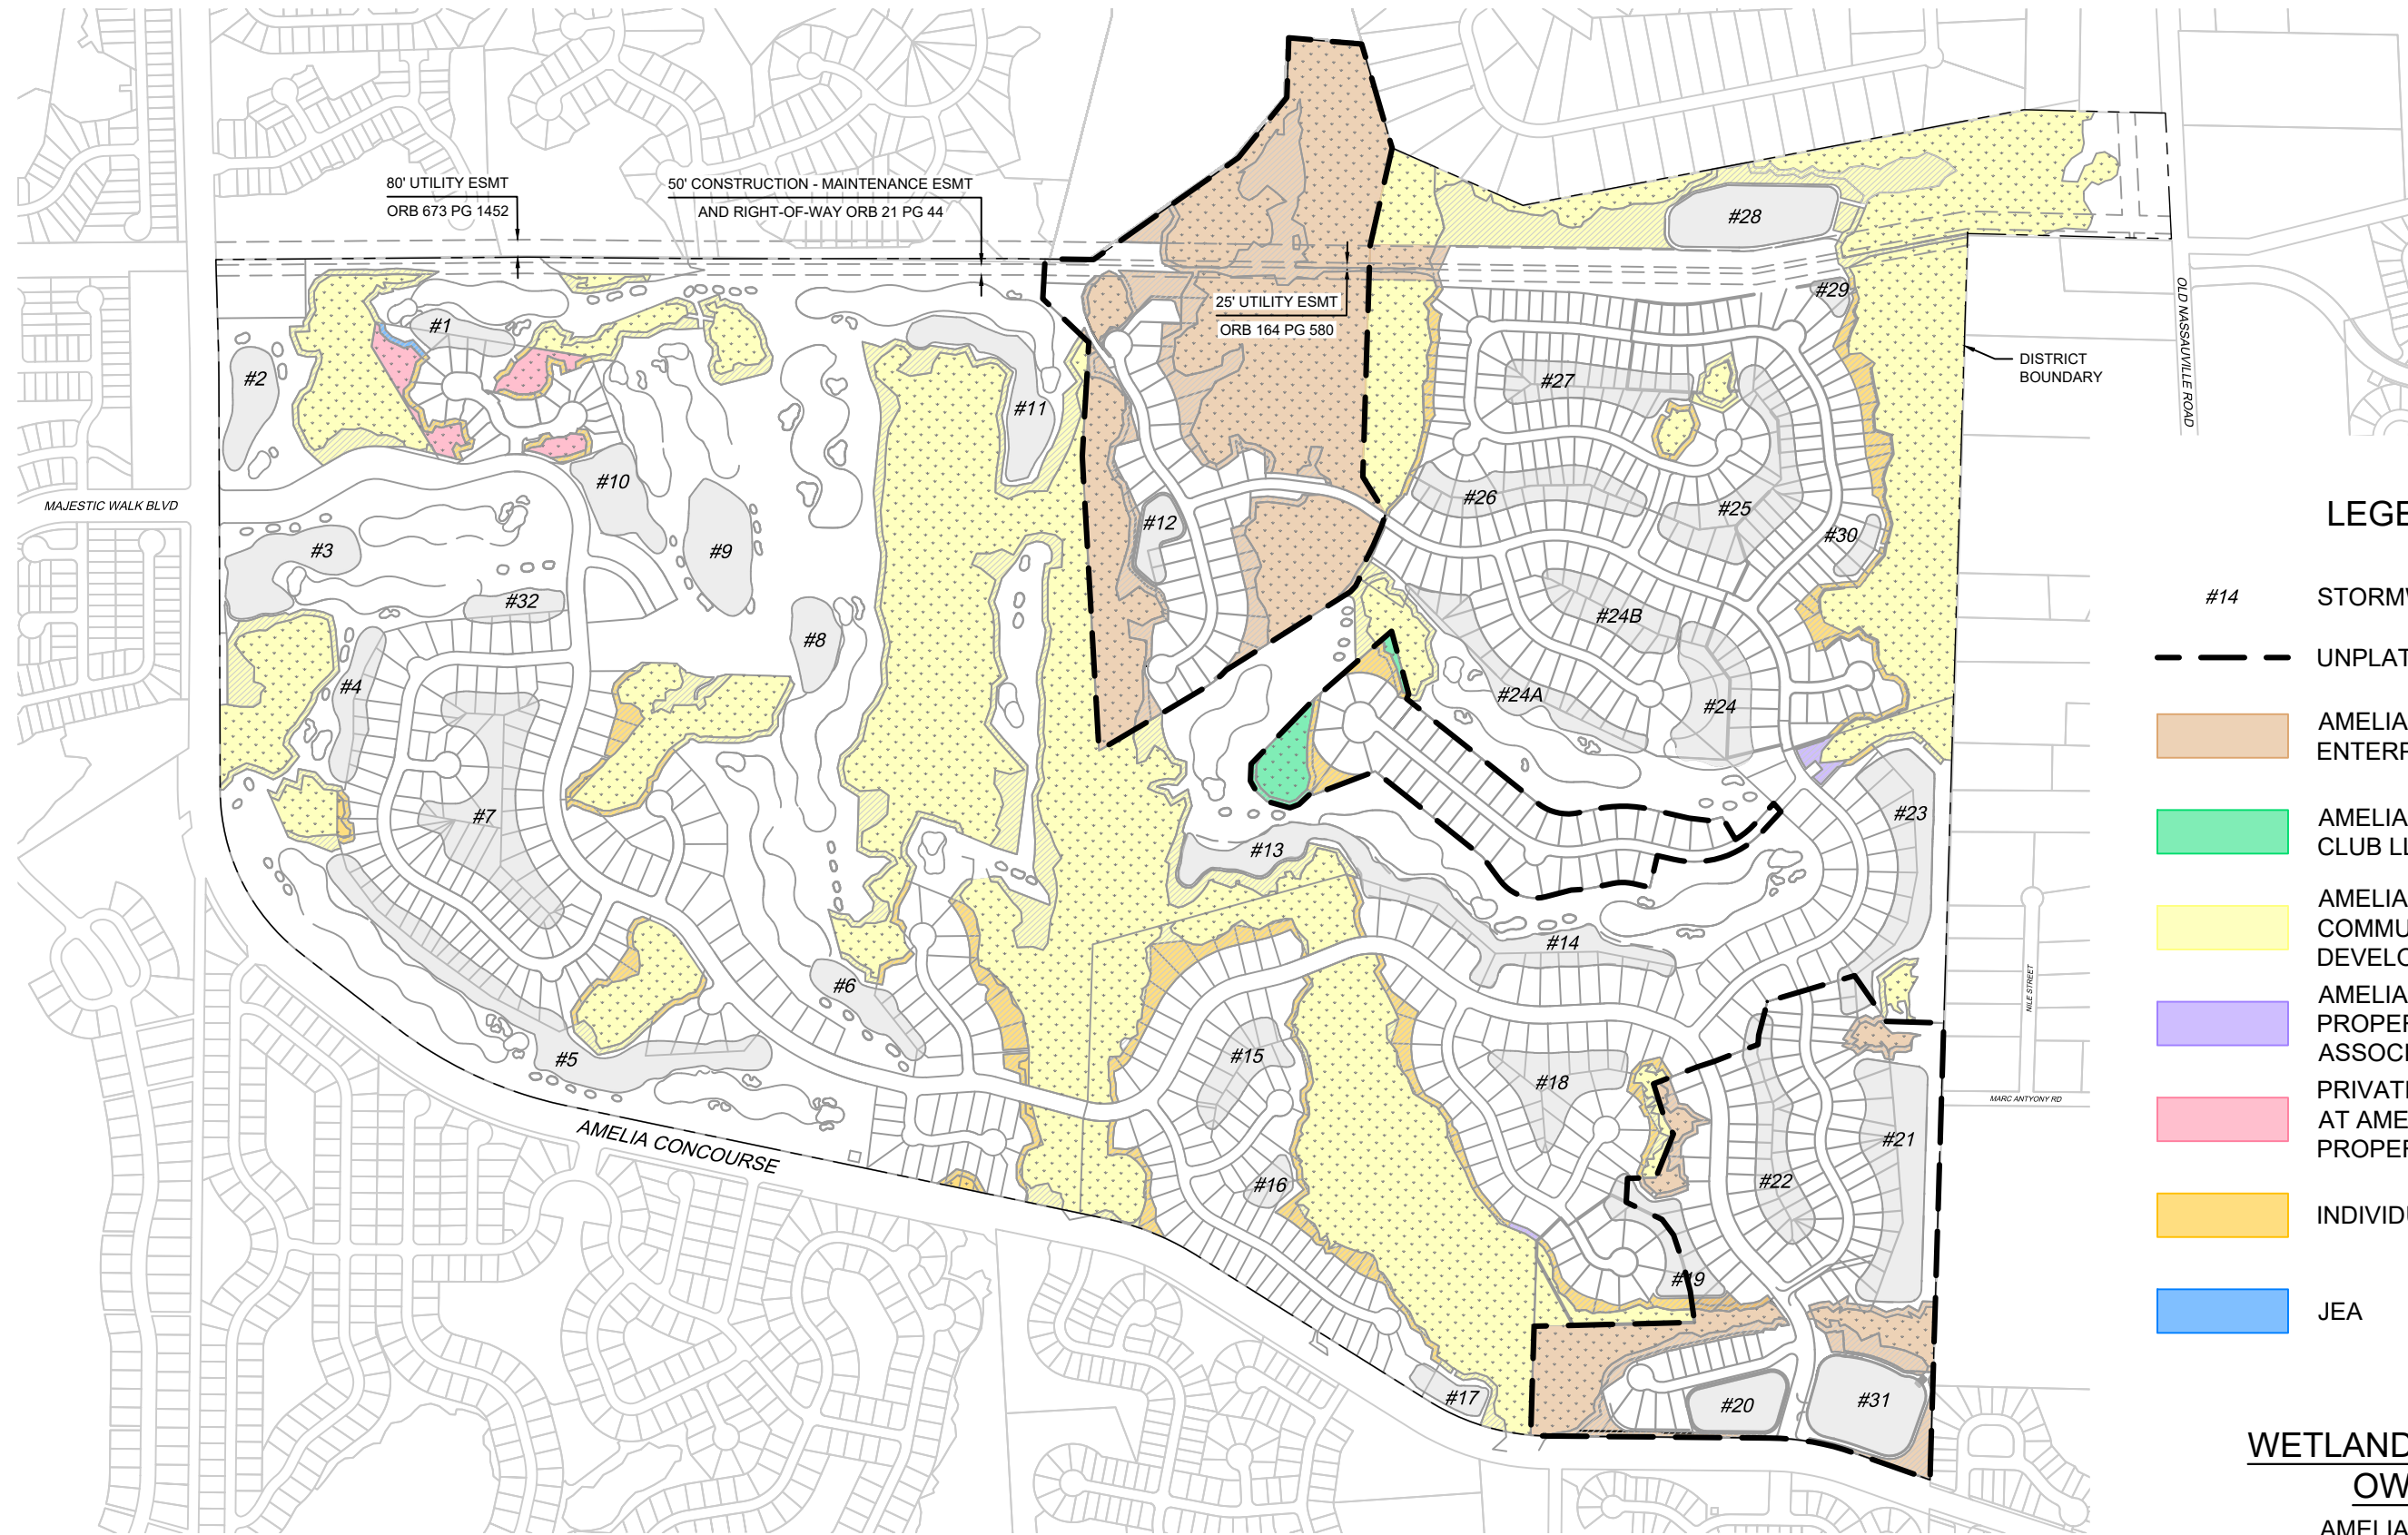 80' UTILITY ESMT
ORB 673 PG 1452
50' CONSTRUCTION - MAINTENANCE ESMT
AND RIGHT-OF-WAY ORB 21 PG 44
25' UTILITY ESMT
ORB 164 PG 580
#28
#29
#1
#2
#27
#11
#10
#26
#25
#12
#30
#9
#3
#32
#24B
#8
#4
#24A
#24
#7
#23
#13
#14
#6
#5
#15
#18
#21
#22
#16
#19
#17
#20
#31
MAJESTIC WALK BLVD
AMELIA CONCOURSE
OLD NASSAUVILLE ROAD
DISTRICT
BOUNDARY
NILE STREET
MARC ANTYONY RD
LEGE
#14 STORMW
UNPLAT
AMELIA
ENTERP
AMELIA
CLUB LL
AMELIA
COMMU
DEVELO
AMELIA
PROPER
ASSOCI
PRIVAT
AT AME
PROPER
INDIVIDU
JEA
WETLAND
OW
AMELIA